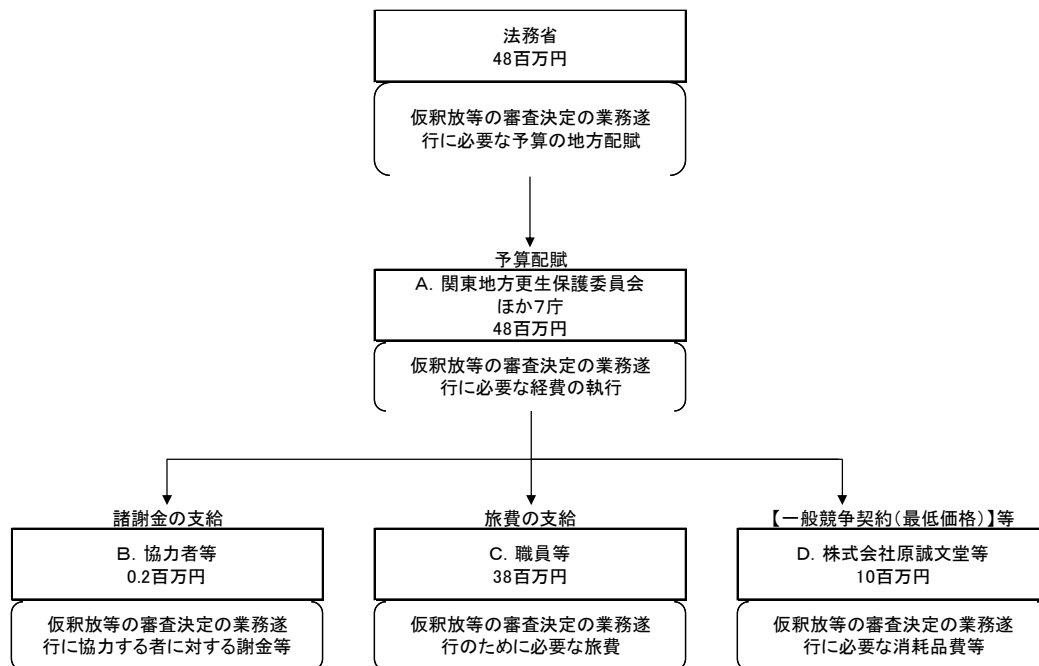 法務省
48百万円
仮釈放等の審査決定の業務遂
行に必要な予算の地方配賦
予算配賦
A．関東地方更生保護委員会
ほか７庁
48百万円
仮釈放等の審査決定の業務遂
行に必要な経費の執行
諸謝金の支給
B．協力者等
0.2百万円
仮釈放等の審査決定の業務遂
行に協力する者に対する謝金等
旅費の支給
C．職員等
38百万円
仮釈放等の審査決定の業務遂
行のために必要な旅費
【一般競争契約（最低価格）】等
D．株式会社原誠文堂等
10百万円
仮釈放等の審査決定の業務遂
行に必要な消耗品費等